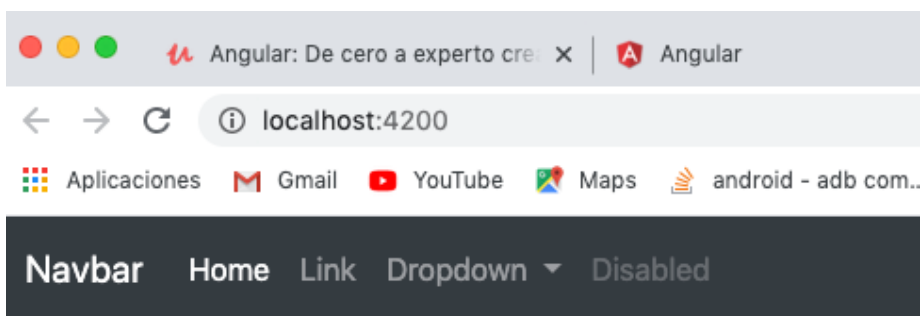 Angular: De cero a experto cre Angular
localhost:4200
Aplicaciones Gmail YouTube Maps android - adb com...
Navbar Home Link Dropdown Disabled